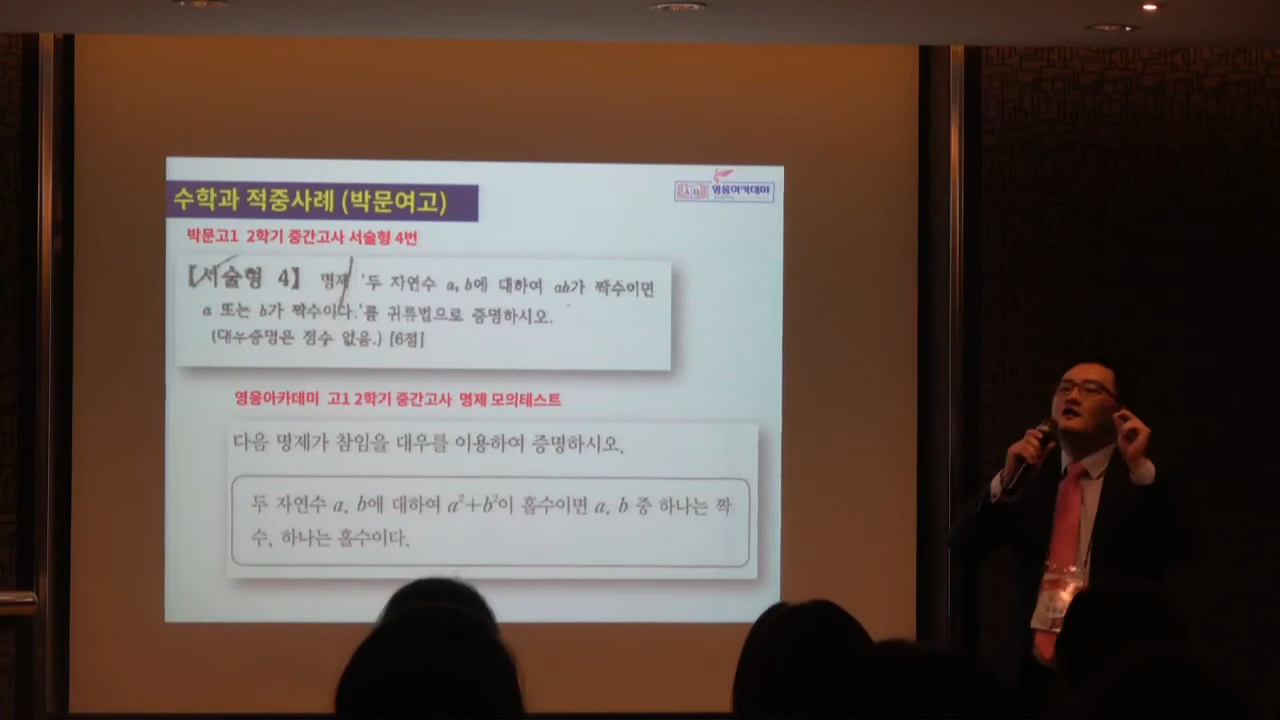 수학과 적중사례 (박문여고)
영웅아카데미
박문고1 2학기 중간고사 서술형 4번
【서술형 4】 명제 '두 자연수 a, b에 대하여 ab가 짝수이면
a 또는 b가 짝수이다.'를 귀류법으로 증명하시오.
(대우증명은 점수 없음.) [6점]
영웅아카데미 고1 2학기 중간고사 명제 모의테스트
다음 명제가 참임을 대우를 이용하여 증명하시오.
두 자연수 a, b에 대하여 a²+b²이 홀수이면 a, b 중 하나는 짝
수, 하나는 홀수이다.